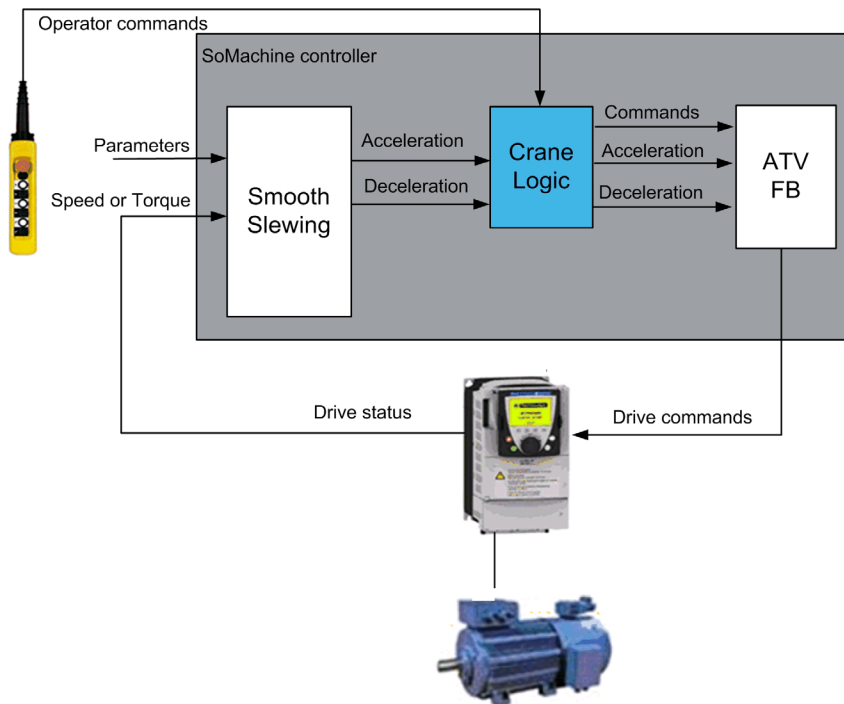 Operator commands
SoMachine controller
Parameters
Speed or Torque
Smooth
Slewing
Acceleration
Deceleration
Crane
Logic
Commands
Acceleration
Deceleration
ATV
FB
Drive status
Drive commands